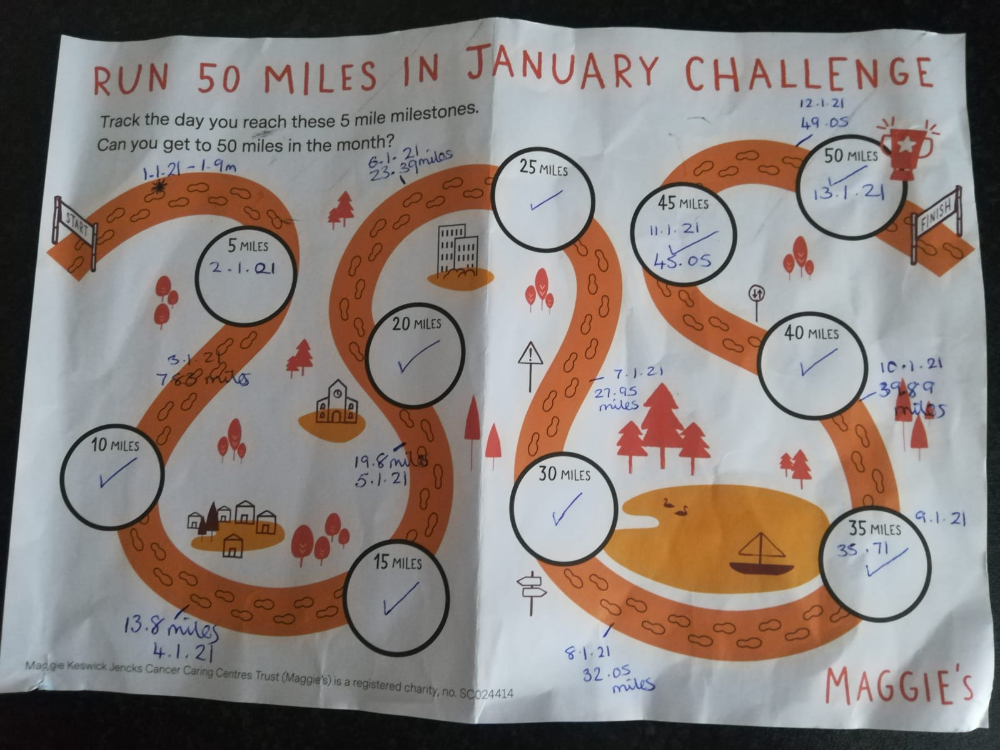 RUN 50 MILES IN JANUARY CHALLENGE
Track the day you reach these 5 mile milestones.
Can you get to 50 miles in the month?
1.1.21 - 1.9m
START
5 MILES
2.1.21
3.1.21
miles
10 MILES
13.8 miles
4.1.21
15 MILES
19.8 miles
5.1.21
20 MILES
6.1.21
23.39 miles
25 MILES
7.1.21
27.95
miles
30 MILES
8.1.21
32.05
miles
35 MILES
35.71
9.1.21
10.1.21
39.89
miles
40 MILES
45 MILES
11.1.21
45.05
12.1.21
49.05
50 MILES
13.1.21
FINISH
Maggie Keswick Jencks Cancer Caring Centres Trust (Maggie's) is a registered charity, no. SC024414
MAGGIE'S